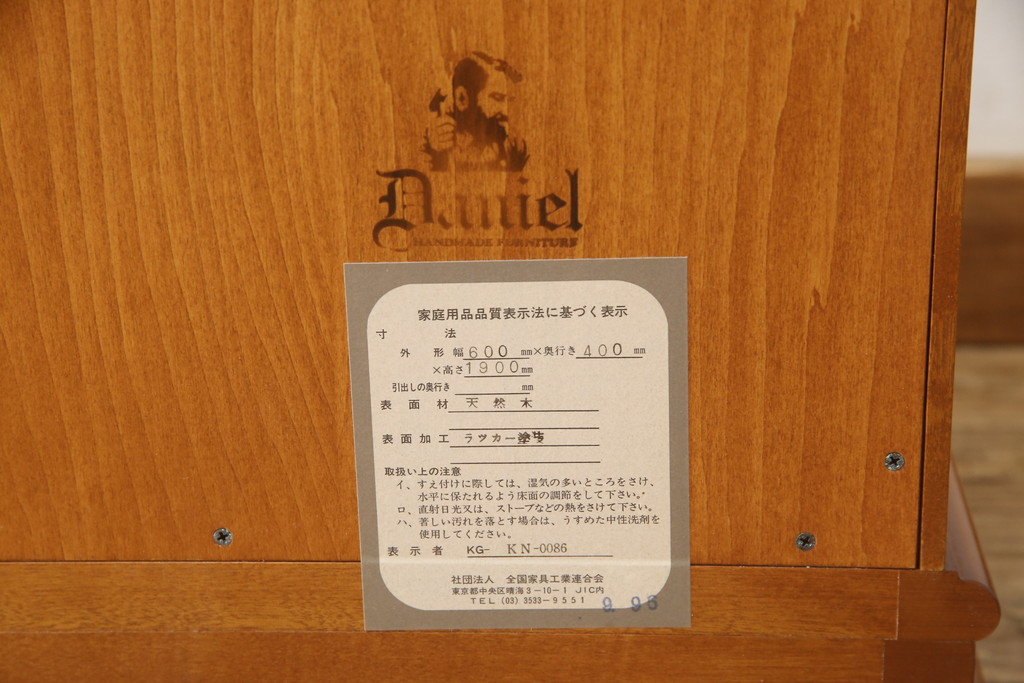 Daniel
HANDMADE FURNITURE
家庭用品品質表示法に基づく表示
寸 法
外 形 幅 600 mm×奥行き 400 mm
×高さ1900mm
引出しの奥行き mm
表 面 材 天 然 木
表面加工 ラッカー塗装
取扱い上の注意
イ、すえ付けに際しては、湿気の多いところをさけ、
水平に保たれるよう床面の調節をして下さい。
ロ、直射日光又は、ストーブなどの熱をさけて下さい。
ハ、著しい汚れを落とす場合は、うすめた中性洗剤を
使用してください。
表 示 者 KG- KN-0086
社団法人 全国家具工業連合会
東京都中央区晴海3-10-1 JIC内
TEL (03) 3533-9551